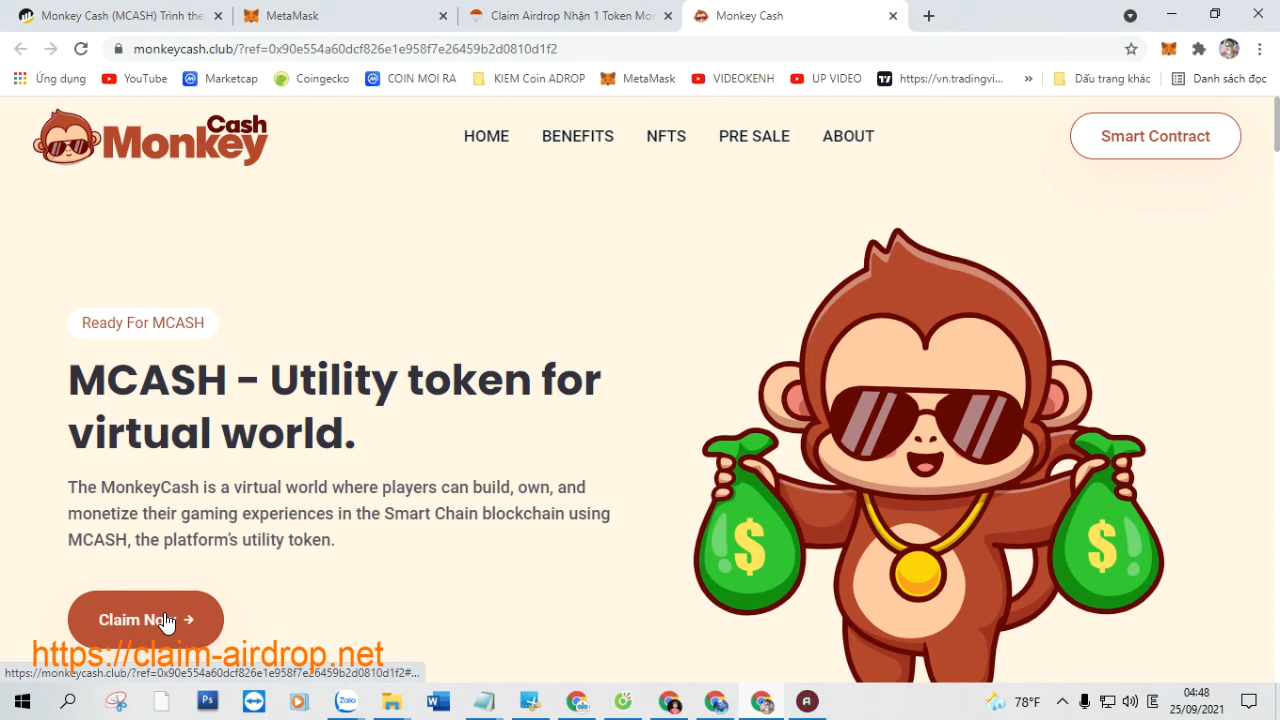 Monkey Cash (MCASH) Trình the
MetaMask
Claim Airdrop Nhận 1 Token Mon
Monkey Cash
monkeycash.club/?ref=0x90e554a60dcf826e1e958f7e26459b2d0810d1f2
Ứng dụng
YouTube
Marketcap
Coingecko
COIN MOI RA
KIEM Coin ADROP
MetaMask
VIDEOKENH
UP VIDEO
https://vn.tradingvi...
»
Dấu trang khác
Danh sách đọc
Monkey Cash
HOME
BENEFITS
NFTS
PRE SALE
ABOUT
Smart Contract
Ready For MCASH
MCASH - Utility token for
virtual world.
The MonkeyCash is a virtual world where players can build, own, and
monetize their gaming experiences in the Smart Chain blockchain using
MCASH, the platform's utility token.
$
$
Claim Now →
https://claim-airdrop.net
https://monkeycash.club/?ref=0x90e554a60dcf826e1e958f7e26459b2d0810d1f2#...
Ps
Zalo
78°F
04:48
25/09/2021